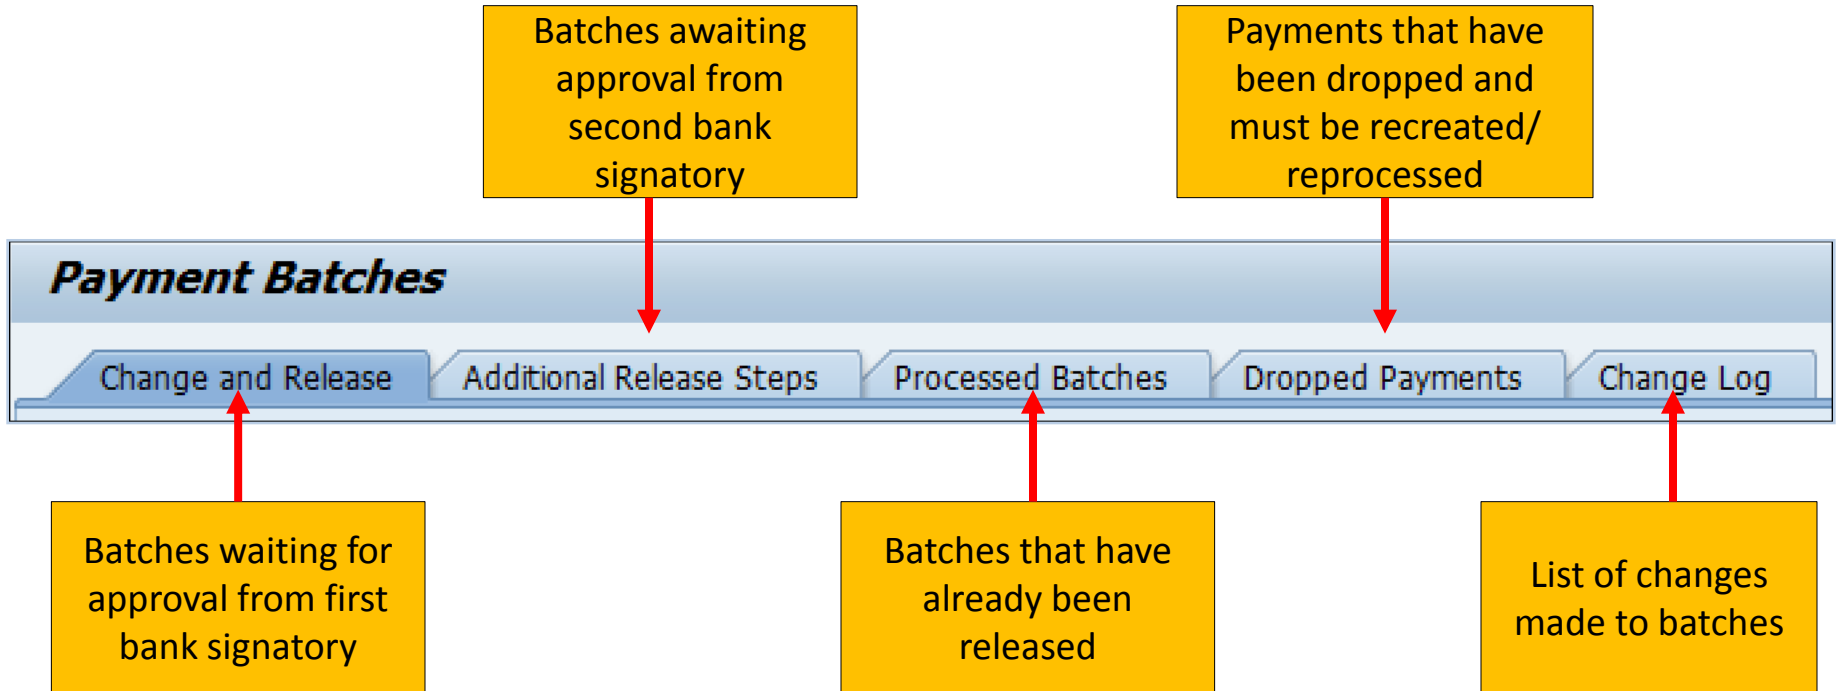 Batches awaiting
approval from
second bank
signatory
Payments that have
been dropped and
must be recreated/
reprocessed
Payment Batches
Change and Release
Additional Release Steps
Processed Batches
Dropped Payments
Change Log
Batches waiting for
approval from first
bank signatory
Batches that have
already been
released
List of changes
made to batches